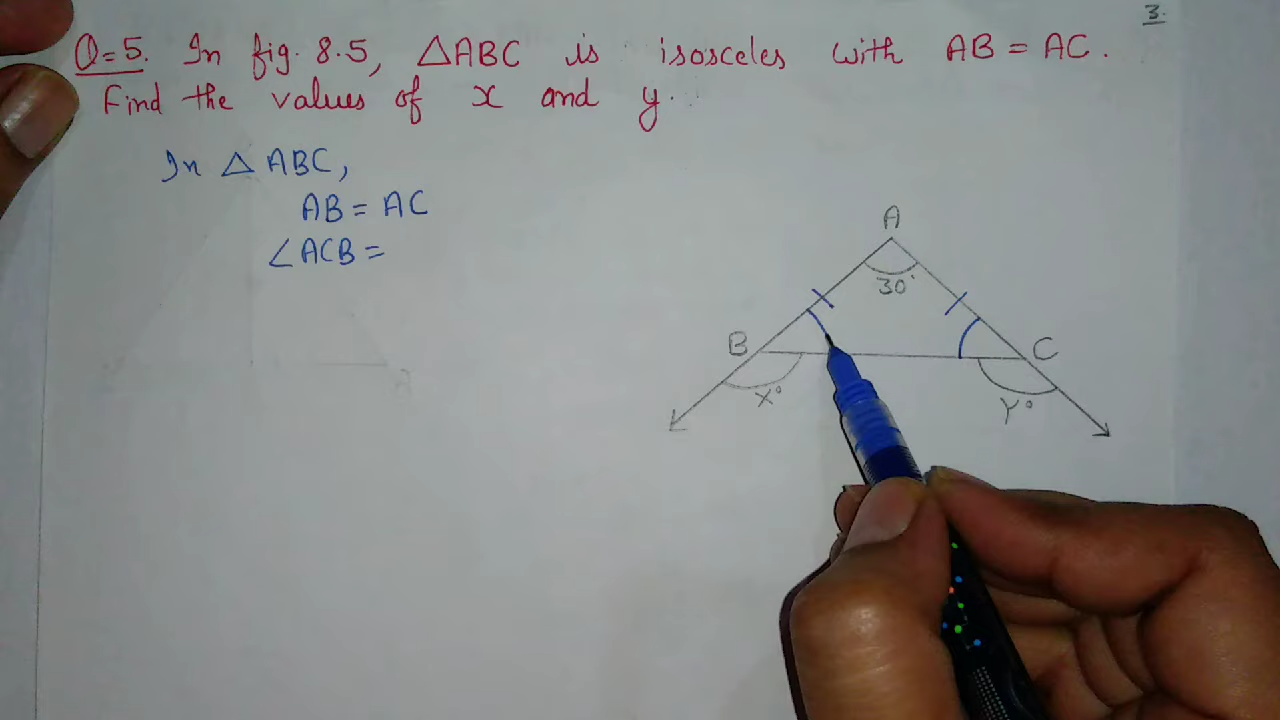 3.
Q=5. In fig. 8.5, △ABC is isosceles with AB = AC.
Find the values of x and y.
In △ ABC,
AB = AC
∠ACB =
A
30°
B
C
X°
Y°